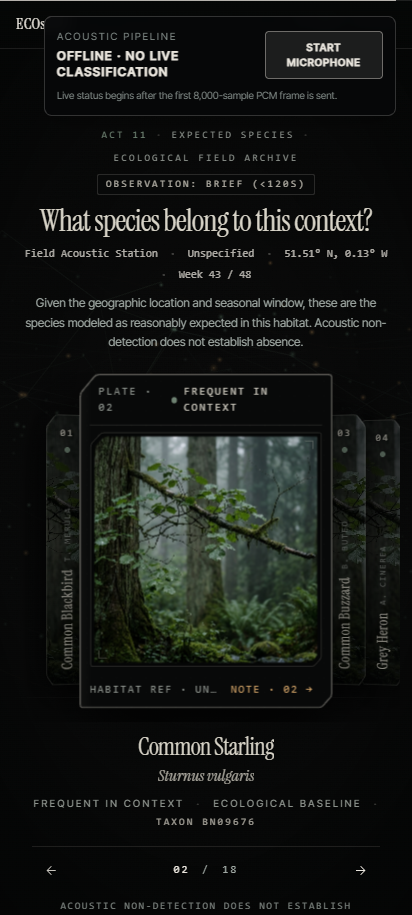 ECOs
ACOUSTIC PIPELINE
OFFLINE · NO LIVE
CLASSIFICATION
START
MICROPHONE
Live status begins after the first 8,000-sample PCM frame is sent.
ACT 11 · EXPECTED SPECIES ·
ECOLOGICAL FIELD ARCHIVE
OBSERVATION: BRIEF (<120S)
What species belong to this context?
Field Acoustic Station · Unspecified · 51.51° N, 0.13° W
· Week 43 / 48
Given the geographic location and seasonal window, these are the
species modeled as reasonably expected in this habitat. Acoustic non-
detection does not establish absence.
PLATE ·
02
FREQUENT IN
CONTEXT
01
Common Blackbird T. MERULA
03
Common Buzzard B. BUTEO
04
Grey Heron A. CINEREA
HABITAT REF · UN… NOTE · 02 →
Common Starling
Sturnus vulgaris
FREQUENT IN CONTEXT · ECOLOGICAL BASELINE ·
TAXON BN09676
← 02 / 18 →
ACOUSTIC NON-DETECTION DOES NOT ESTABLISH